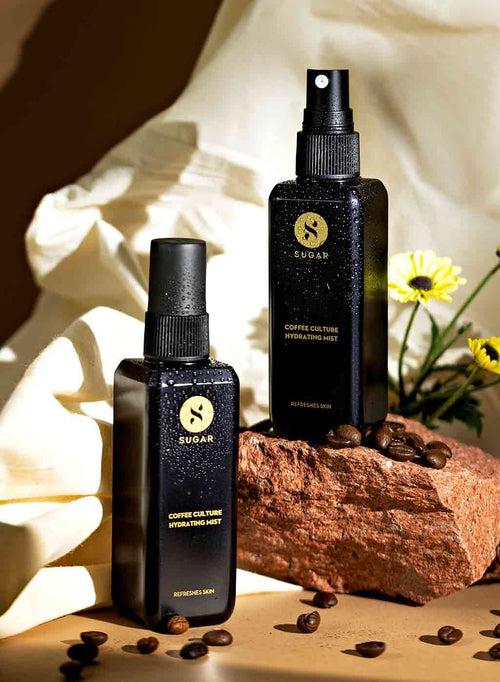 SUGAR
COFFEE CULTURE
HYDRATING MIST
REFRESHES SKIN
SUGAR
COFFEE CULTURE
HYDRATING MIST
REFRESHES SKIN